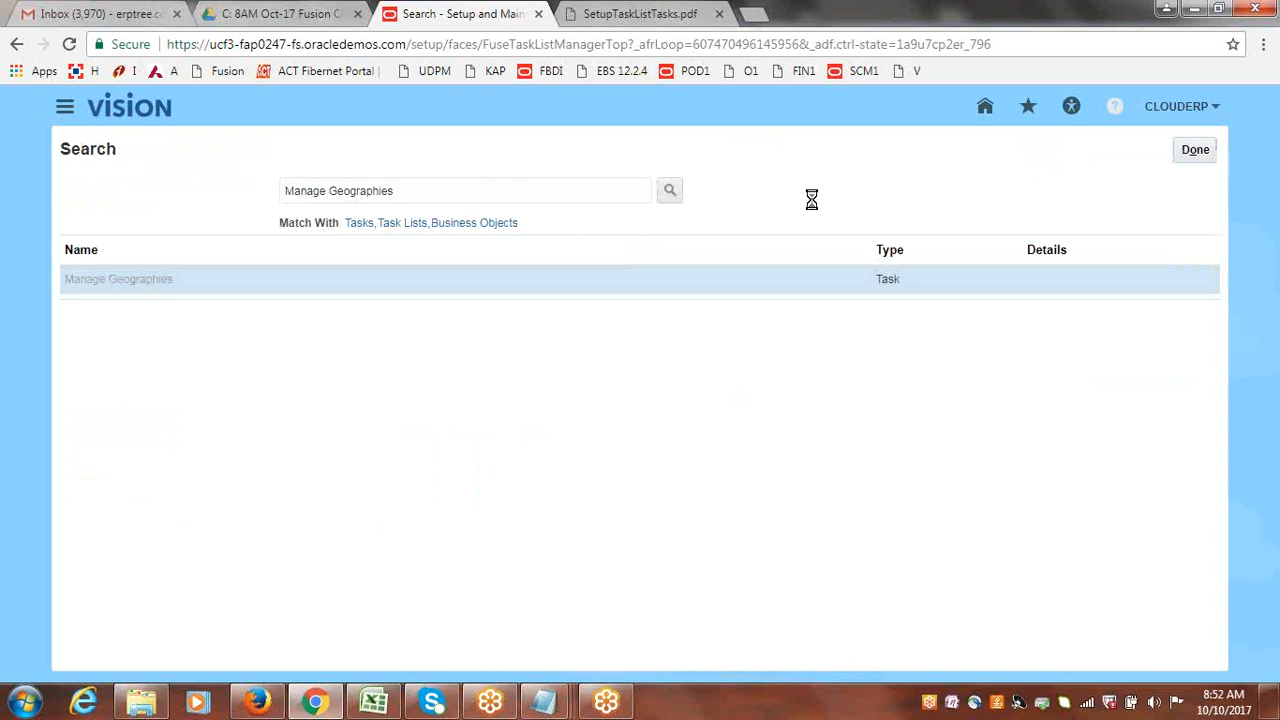 Inbox (3,970) - emptree.cc
C: 8AM Oct-17 Fusion C
Search - Setup and Main
SetupTaskListTasks.pdf
Secure
https://ucf3-fap0247-fs.oracledemos.com/setup/faces/FuseTaskListManagerTop?_afrLoop=6074704961459568&_adf.ctrl-state=1a9u7cp2er_796
Apps H I A Fusion ACT Fibernet Portal | UDPM KAP FBDI EBS 12.2.4 POD1 O1 FIN1 SCM1 V
VISION
CLOUDERP
Search
Done
Manage Geographies
Match With Tasks, Task Lists, Business Objects
Name Type Details
Manage Geographies Task
8:52 AM
10/10/2017